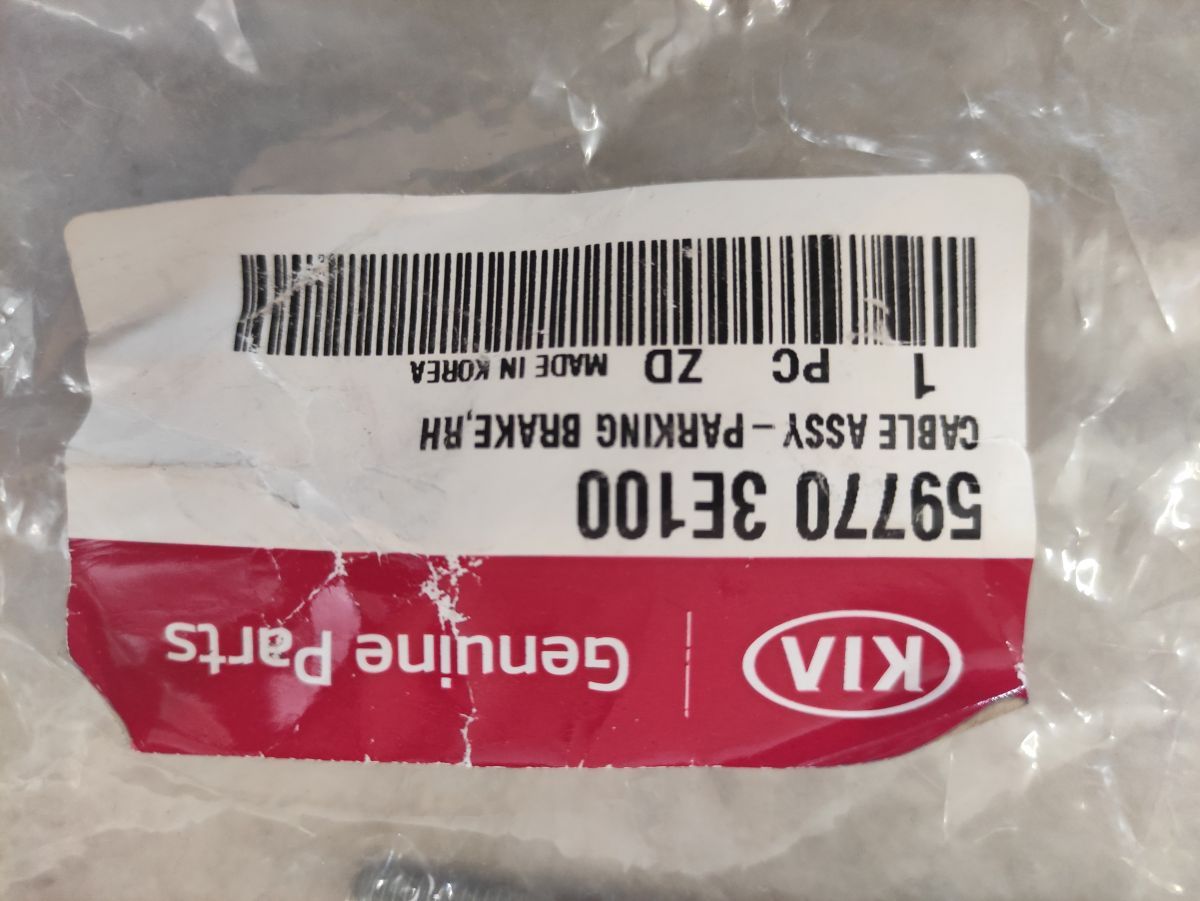 KIA Genuine Parts
59770 3E100
CABLE ASSY - PARKING BRAKE,RH
1 PC ZD MADE IN KOREA